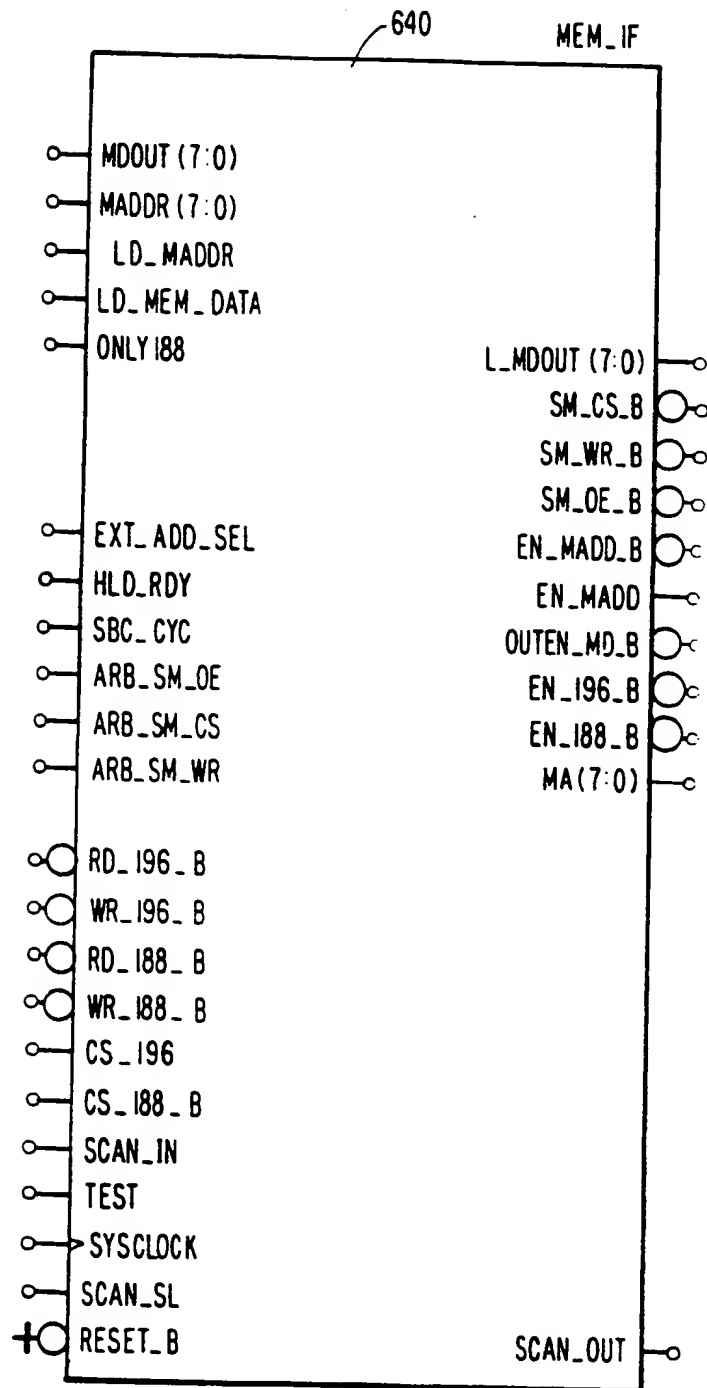 640
MEM_IF
MDOUT (7:0)
MADDR (7:0)
LD_MADDR
LD_MEM_DATA
ONLY 188
EXT_ADD_SEL
HLD_RDY
SBC_CYC
ARB_SM_OE
ARB_SM_CS
ARB_SM_WR
RD_196_B
WR_196_B
RD_188_B
WR_188_B
CS_196
CS_188_B
SCAN_IN
TEST
SYSCLOCK
SCAN_SL
RESET_B
L_MDOUT (7:0)
SM_CS_B
SM_WR_B
SM_OE_B
EN_MADD_B
EN_MADD
OUTEN_MD_B
EN_196_B
EN_188_B
MA (7:0)
SCAN_OUT